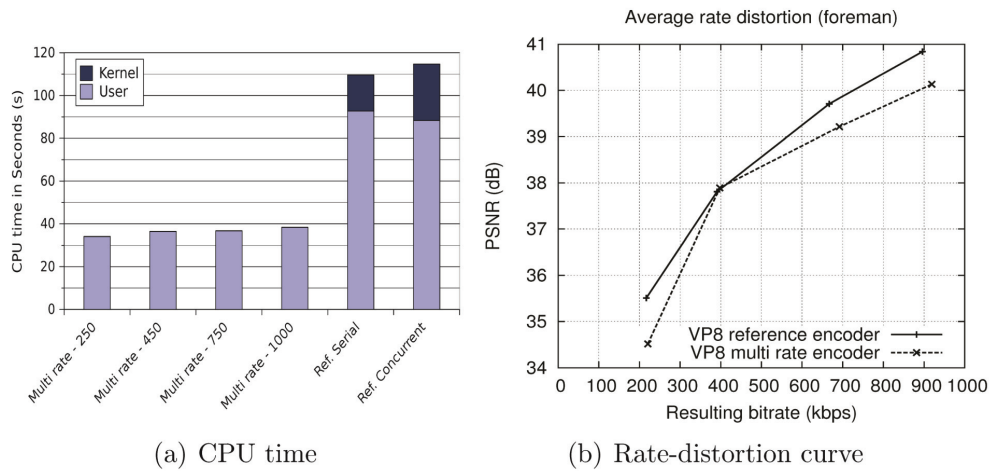 120
100
80
60
40
20
0
CPU time in Seconds (s)
Kernel
User
Multi rate - 250
Multi rate - 450
Multi rate - 750
Multi rate - 1000
Ref. Serial
Ref. Concurrent
(a) CPU time
Average rate distortion (foreman)
41
40
39
38
37
36
35
34
PSNR (dB)
VP8 reference encoder
VP8 multi rate encoder
0 100 200 300 400 500 600 700 800 900 1000
Resulting bitrate (kbps)
(b) Rate-distortion curve